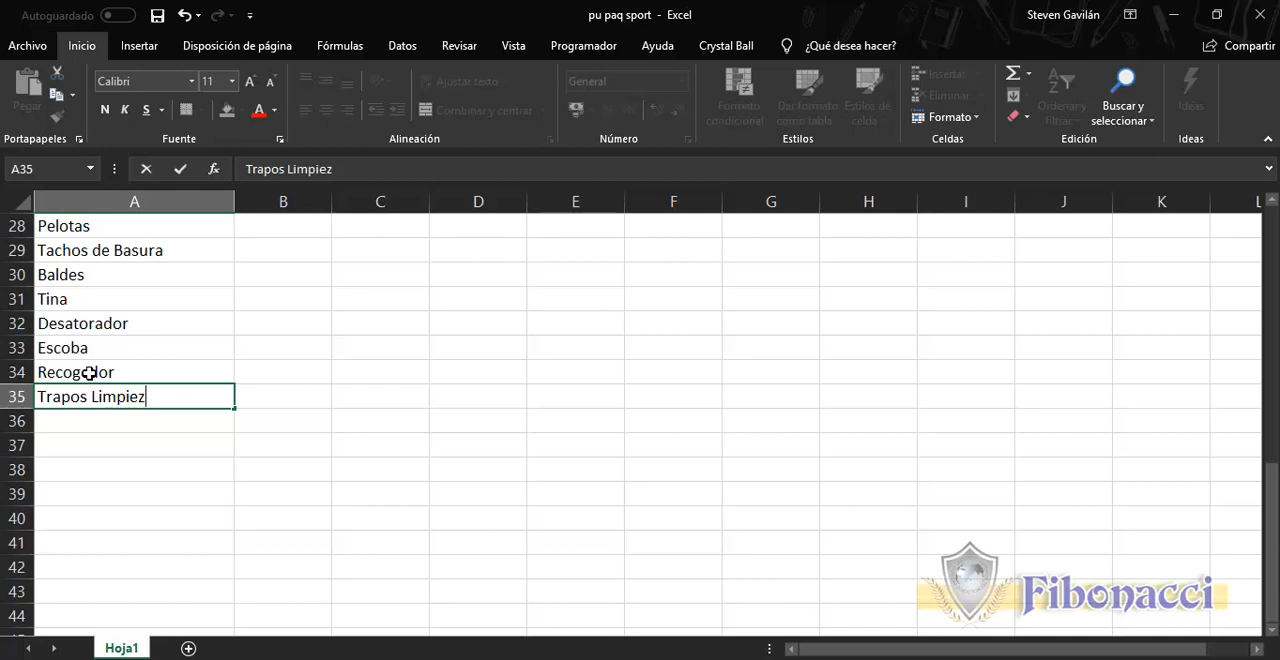 Autoguardado pu paq sport - Excel Steven Gavilán
Archivo Inicio Insertar Disposición de página Fórmulas Datos Revisar Vista Programador Ayuda Crystal Ball ¿Qué desea hacer? Compartir
Pegar Calibri 11 A A Ajustar texto General Formato condicional Dar formato como tabla Estilos de celda Insertar Ordenar y filtrar Buscar y seleccionar Ideas
N K S A Combinar y centrar Eliminar Formato
Portapapeles Fuente Alineación Número Estilos Celdas Edición Ideas
A35 fx Trapos Limpiez
A B C D E F G H I J K L
28 Pelotas
29 Tachos de Basura
30 Baldes
31 Tina
32 Desatorador
33 Escoba
34 Recogedor
35 Trapos Limpiez
36
37
38
39
40
41
42
43
44
Fibonacci
Hoja1